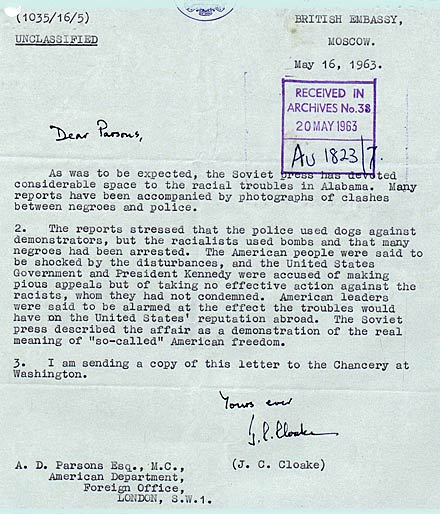 (1035/16/5)
UNCLASSIFIED
BRITISH EMBASSY,
MOSCOW.
May 16, 1963.
RECEIVED IN
ARCHIVES No.38
20 MAY 1963
AU 1823/7.
Dear Parsons,
As was to be expected, the Soviet press has devoted
considerable space to the racial troubles in Alabama. Many
reports have been accompanied by photographs of clashes
between negroes and police.
2. The reports stressed that the police used dogs against
demonstrators, but the racialists used bombs and that many
negroes had been arrested. The American people were said to
be shocked by the disturbances, and the United States
Government and President Kennedy were accused of making
pious appeals but of taking no effective action against the
racists, whom they had not condemned. American leaders
were said to be alarmed at the effect the troubles would
have on the United States' reputation abroad. The Soviet
press described the affair as a demonstration of the real
meaning of "so-called" American freedom.
3. I am sending a copy of this letter to the Chancery at
Washington.
Yours ever
J. C. Cloake
(J. C. Cloake)
A. D. Parsons Esq., M.C.,
American Department,
Foreign Office,
LONDON, S.W.1.